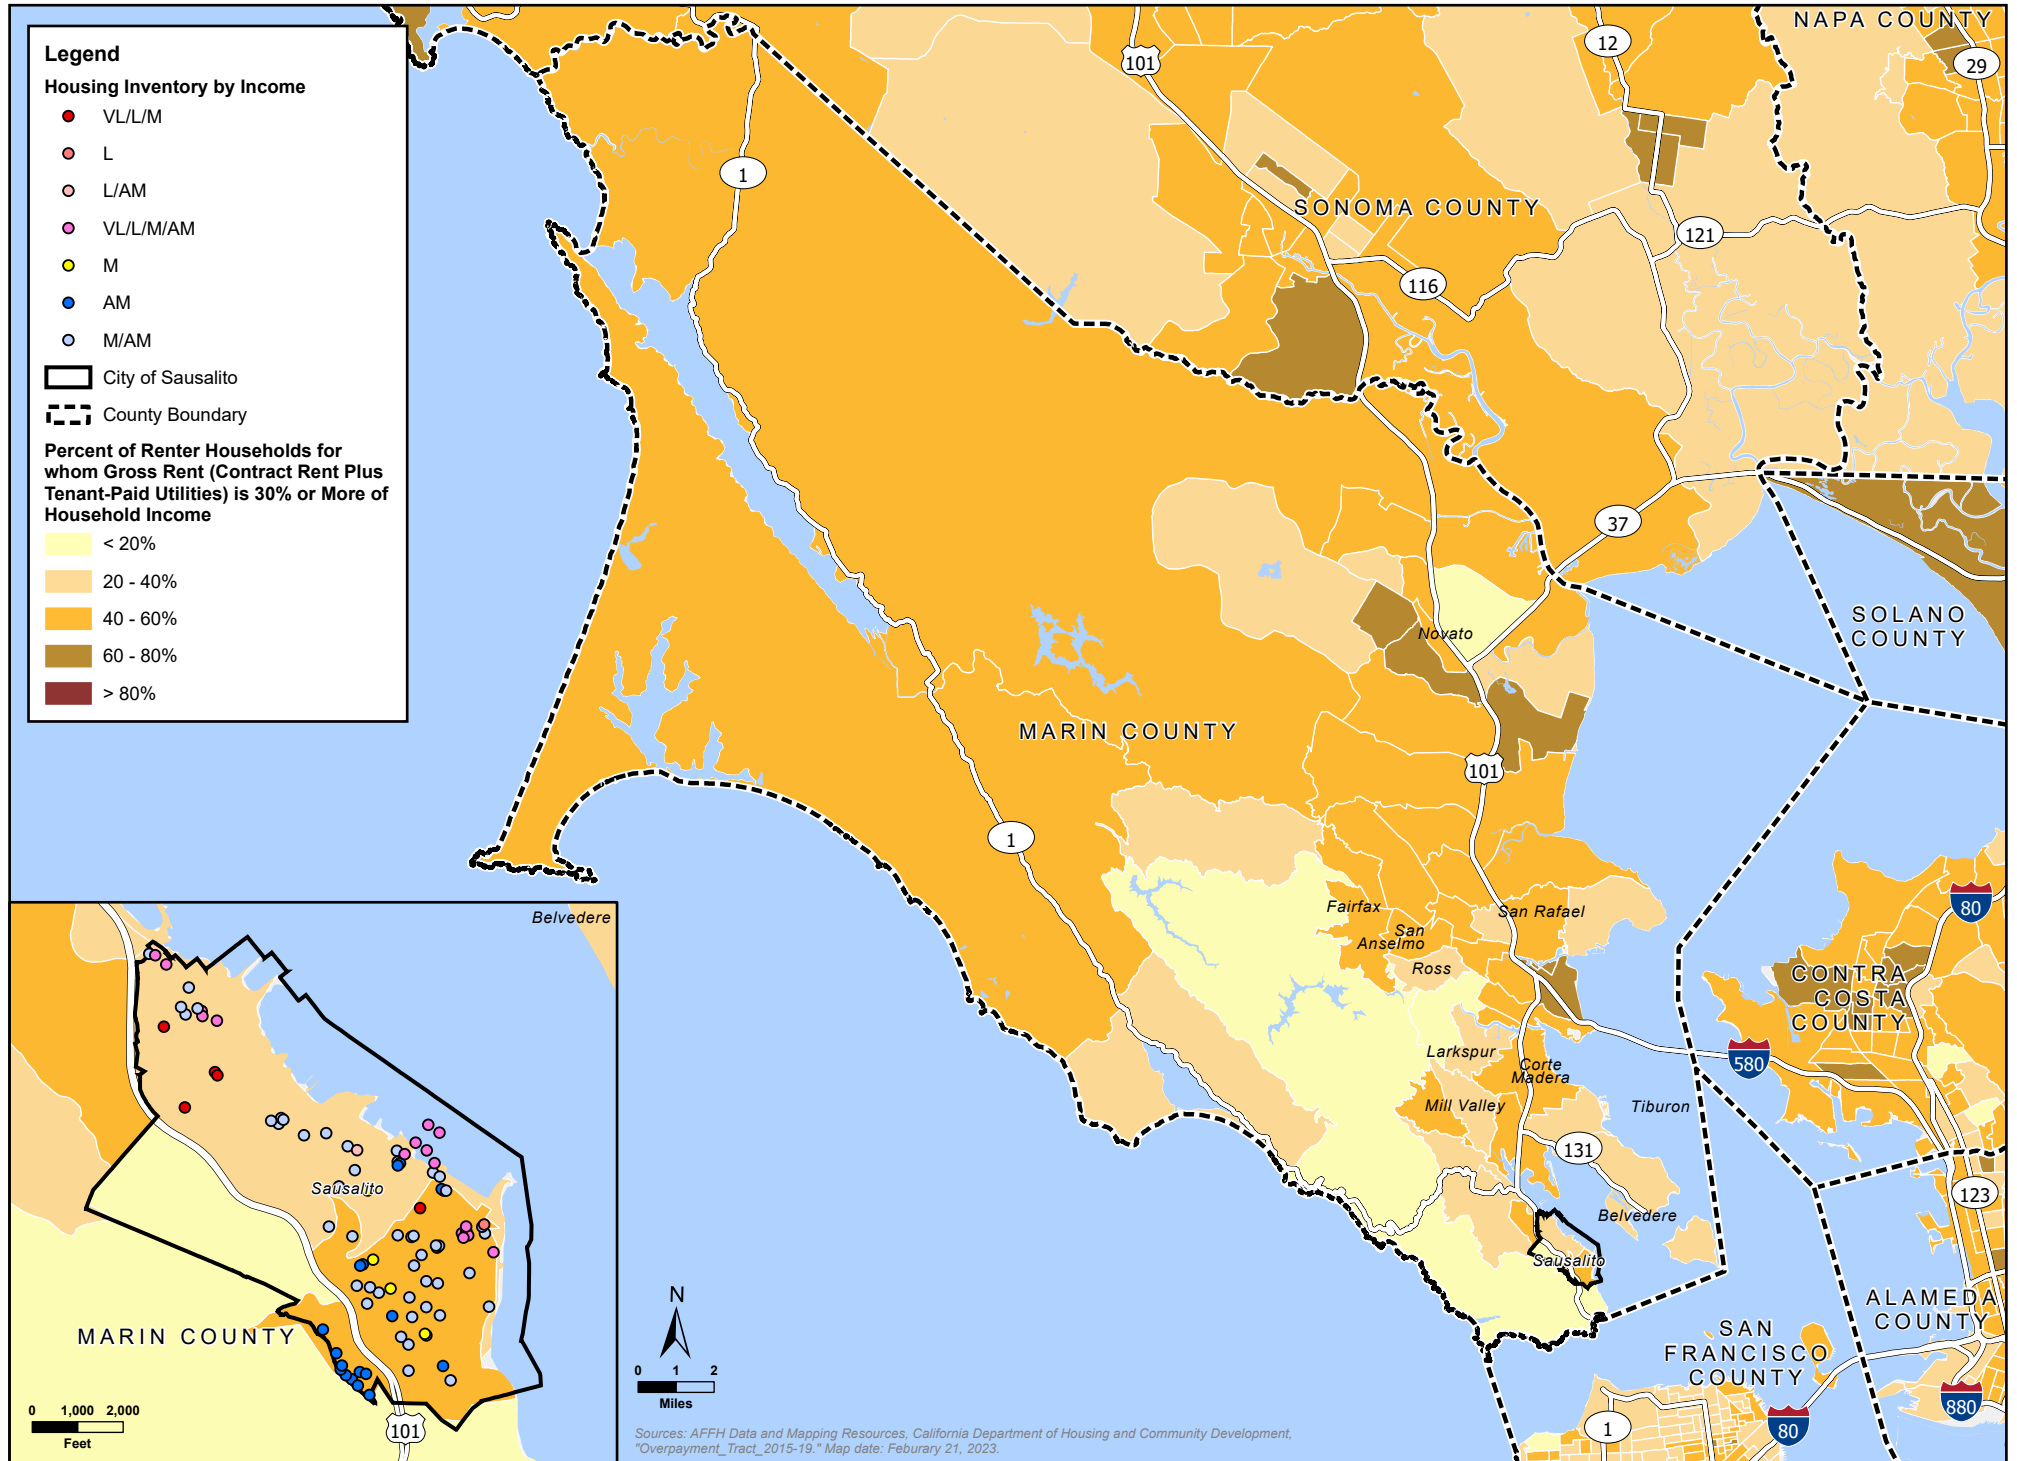 Legend
Housing Inventory by Income
VL/L/M
L
L/AM
VL/L/M/AM
M
AM
M/AM
City of Sausalito
County Boundary
Percent of Renter Households for
whom Gross Rent (Contract Rent Plus
Tenant-Paid Utilities) is 30% or More of
Household Income
< 20%
20 - 40%
40 - 60%
60 - 80%
> 80%
NAPA COUNTY
12
29
101
1
SONOMA COUNTY
121
116
37
SOLANO
COUNTY
Novato
MARIN COUNTY
101
1
80
Fairfax
San Rafael
San
Anselmo
Ross
CONTRA
COSTA
COUNTY
Larkspur
Corte
Madera
580
Mill Valley
Tiburon
131
123
Belvedere
Sausalito
ALAMEDA
COUNTY
SAN
FRANCISCO
COUNTY
1
80
880
Belvedere
Sausalito
MARIN COUNTY
101
0 1,000 2,000
Feet
N
0 1 2
Miles
Sources: AFFH Data and Mapping Resources, California Department of Housing and Community Development,
"Overpayment_Tract_2015-19." Map date: Feburary 21, 2023.